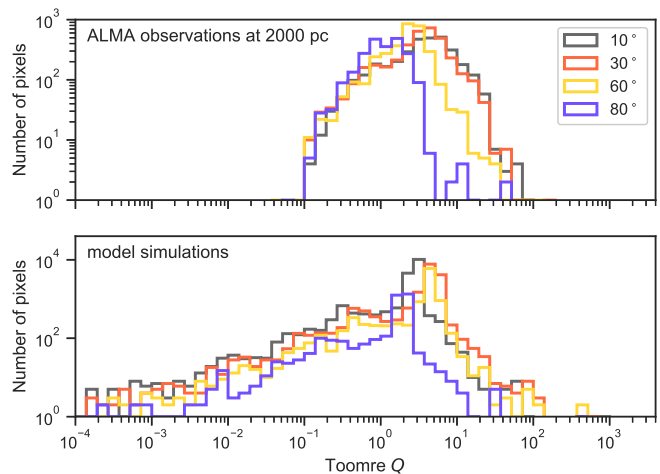 ALMA observations at 2000 pc
Number of pixels
10³
10²
10¹
10⁰
10°
30°
60°
80°
model simulations
Number of pixels
10⁴
10²
10⁰
10⁻⁴ 10⁻³ 10⁻² 10⁻¹ 10⁰ 10¹ 10² 10³
Toomre Q